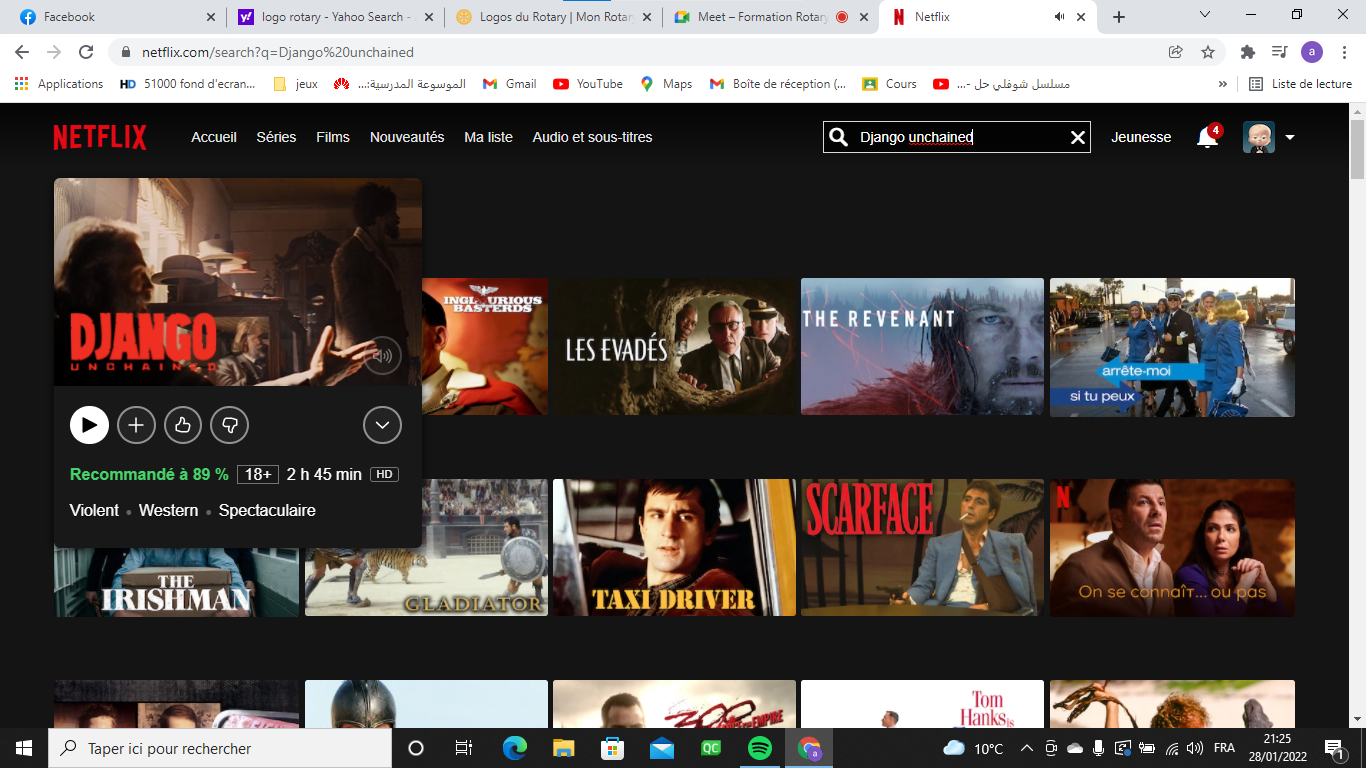 Facebook
logo rotary - Yahoo Search -
Logos du Rotary | Mon Rotar
Meet – Formation Rotary
Netflix
netflix.com/search?q=Django%20unchained
a
Applications
HD 51000 fond d'ecran...
jeux
الموسوعة المدرسية:...
Gmail
YouTube
Maps
Boîte de réception (...
Cours
مسلسل شوفلي حل -...
»
Liste de lecture
NETFLIX
Accueil
Séries
Films
Nouveautés
Ma liste
Audio et sous-titres
Django unchained
Jeunesse
4
DJANGO
UNCHAINED
INGLOURIOUS
BASTERDS
LES EVADÉS
THE REVENANT
arrête-moi
si tu peux
Recommandé à 89 % 18+ 2 h 45 min HD
Violent • Western • Spectaculaire
THE
IRISHMAN
GLADIATOR
TAXI DRIVER
SCARFACE
N
On se connaît... ou pas
300
EMPIRE
Tom
Hanks is
Taper ici pour rechercher
QC
a
10°C
FRA
21:25
28/01/2022
1